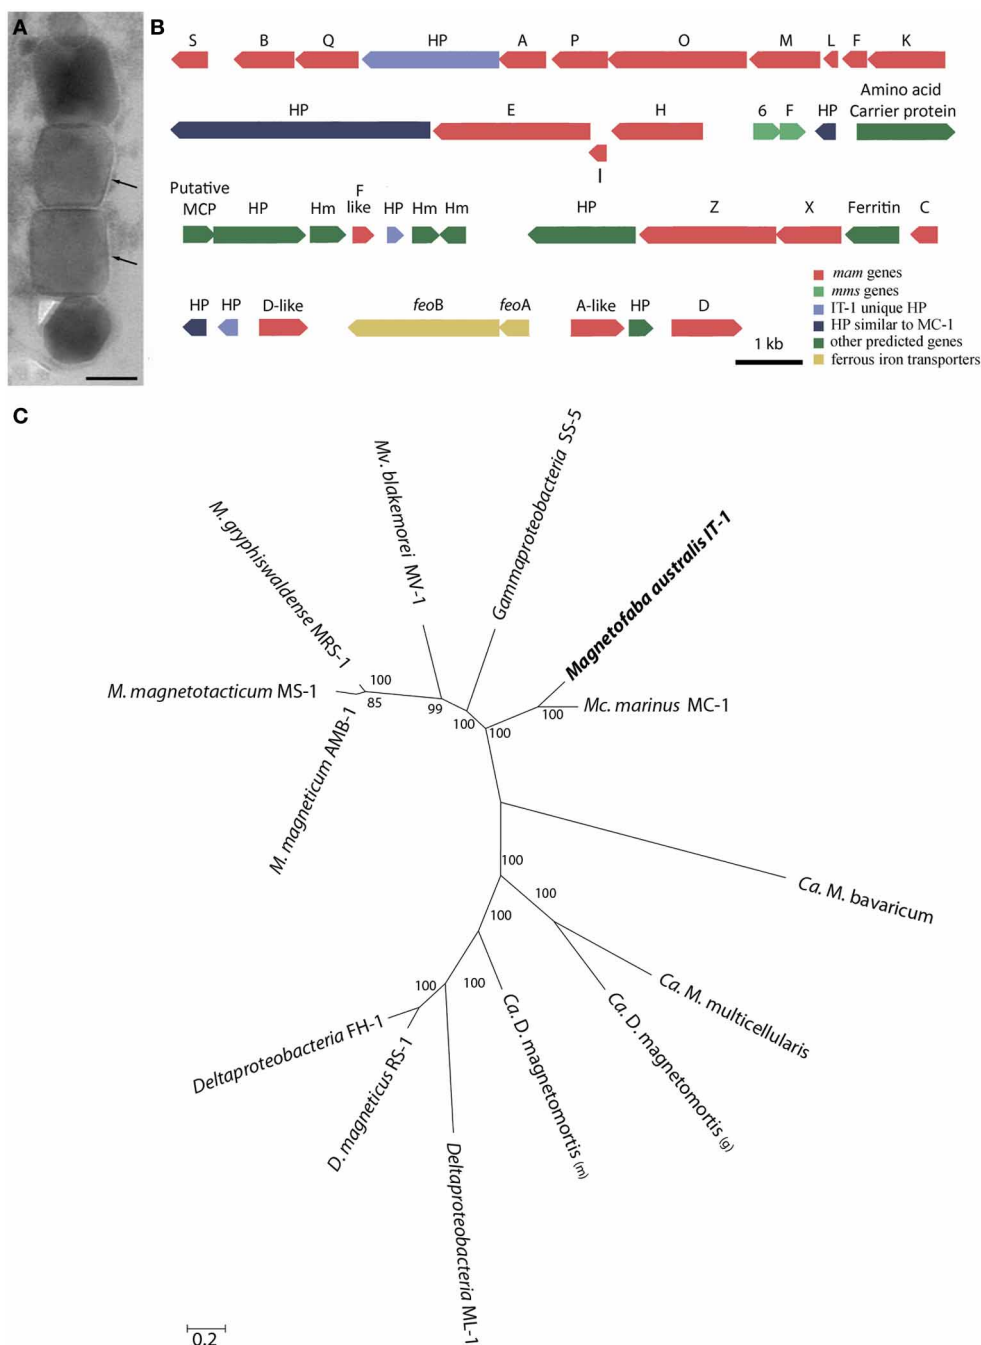 A
B
S B Q HP A P O M L F K
Amino acid
HP E H 6 F HP Carrier protein
I
Putative F
MCP HP Hm like HP Hm Hm HP Z X Ferritin C
HP HP D-like feoB feoA A-like HP D
mam genes
mms genes
IT-1 unique HP
HP similar to MC-1
other predicted genes
ferrous iron transporters
1 kb
C
Mv. blakemorei MV-1
Gammaproteobacteria SS-5
M. gryphiswaldense MRS-1
Magnetofaba australis IT-1
M. magnetotacticum MS-1
Mc. marinus MC-1
M. magneticum AMB-1
100
85
99
100
100
100
Ca. M. bavaricum
100
100
100
Ca. M. multicellularis
Ca. D. magnetomortis (g)
100
100
Ca. D. magnetomortis (m)
Deltaproteobacteria FH-1
D. magneticus RS-1
Deltaproteobacteria ML-1
0.2